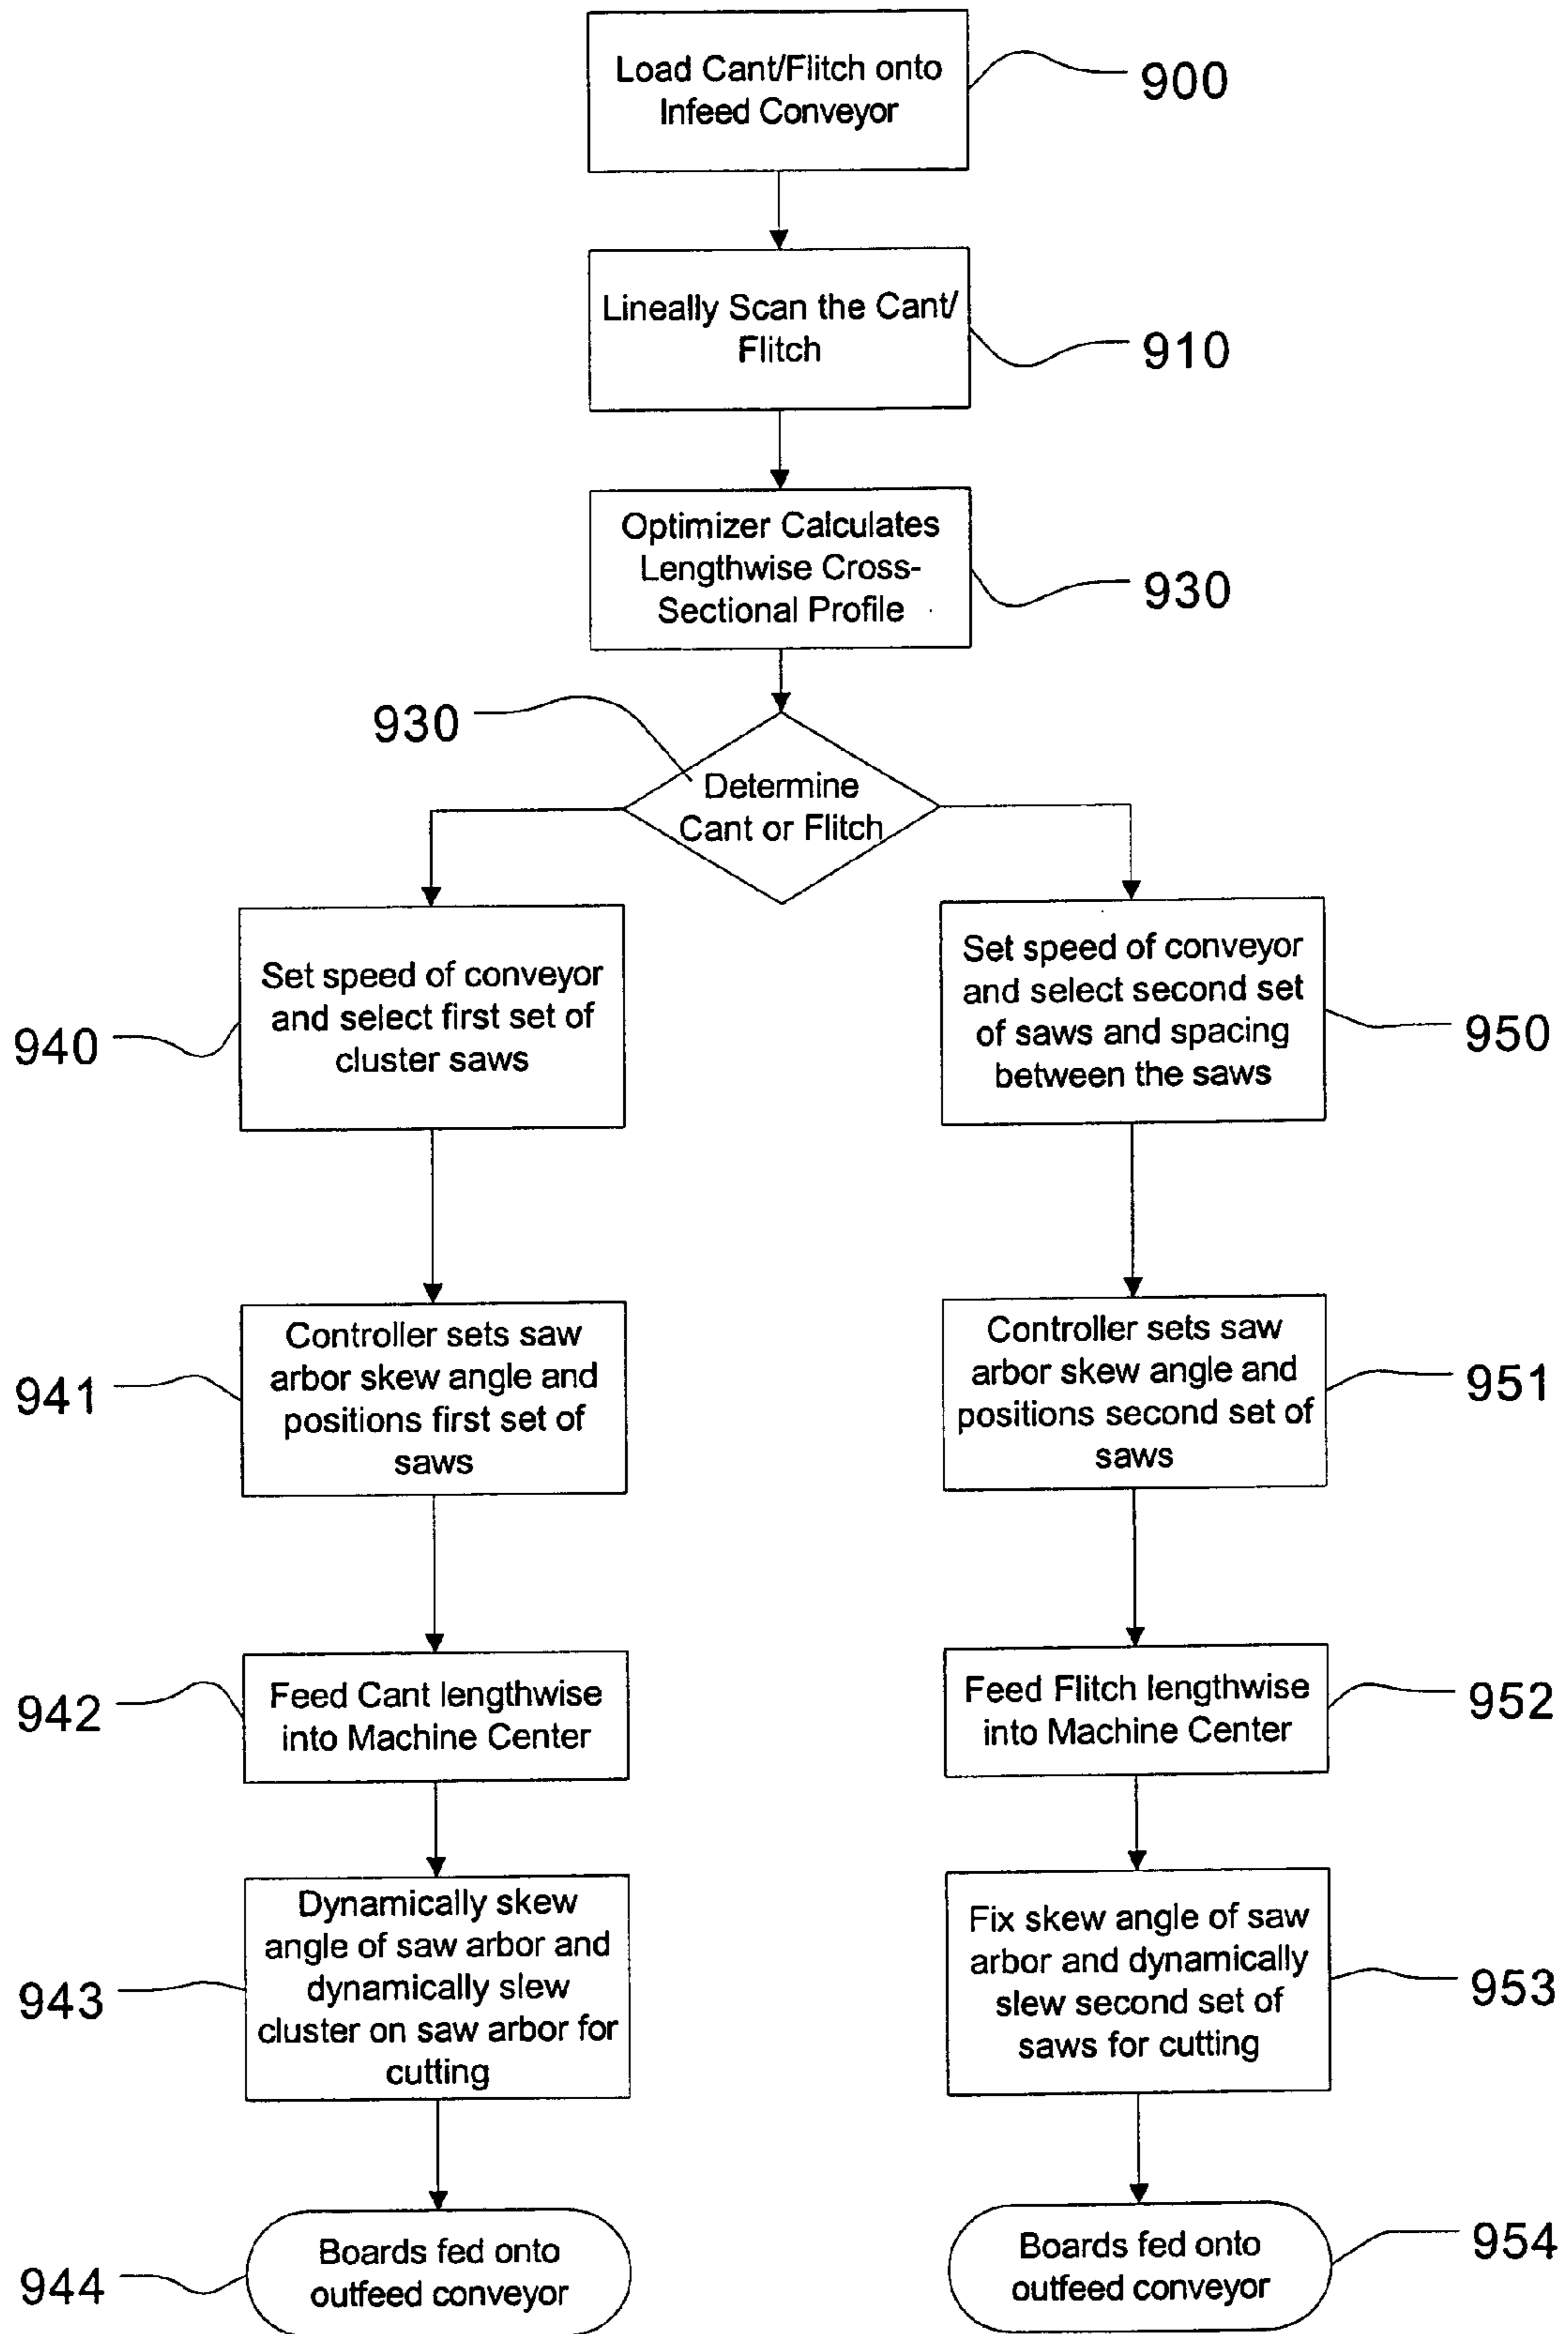 Load Cant/Flitch onto
Infeed Conveyor
900
Lineally Scan the Cant/
Flitch
910
Optimizer Calculates
Lengthwise Cross-
Sectional Profile
930
930
Determine
Cant or Flitch
Set speed of conveyor
and select first set of
cluster saws
940
Set speed of conveyor
and select second set
of saws and spacing
between the saws
950
Controller sets saw
arbor skew angle and
positions first set of
saws
941
Controller sets saw
arbor skew angle and
positions second set of
saws
951
Feed Cant lengthwise
into Machine Center
942
Feed Flitch lengthwise
into Machine Center
952
Dynamically skew
angle of saw arbor and
dynamically slew
cluster on saw arbor for
cutting
943
Fix skew angle of saw
arbor and dynamically
slew second set of
saws for cutting
953
Boards fed onto
outfeed conveyor
944
Boards fed onto
outfeed conveyor
954